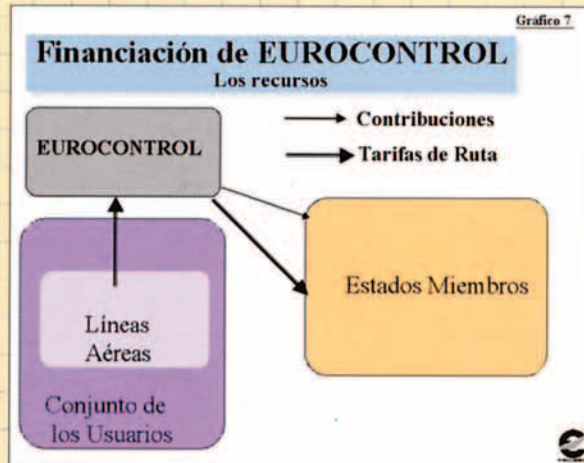 Gráfico 7
Financiación de EUROCONTROL
Los recursos
EUROCONTROL
Contribuciones
Tarifas de Ruta
Estados Miembros
Líneas
Aéreas
Conjunto de
los Usuarios